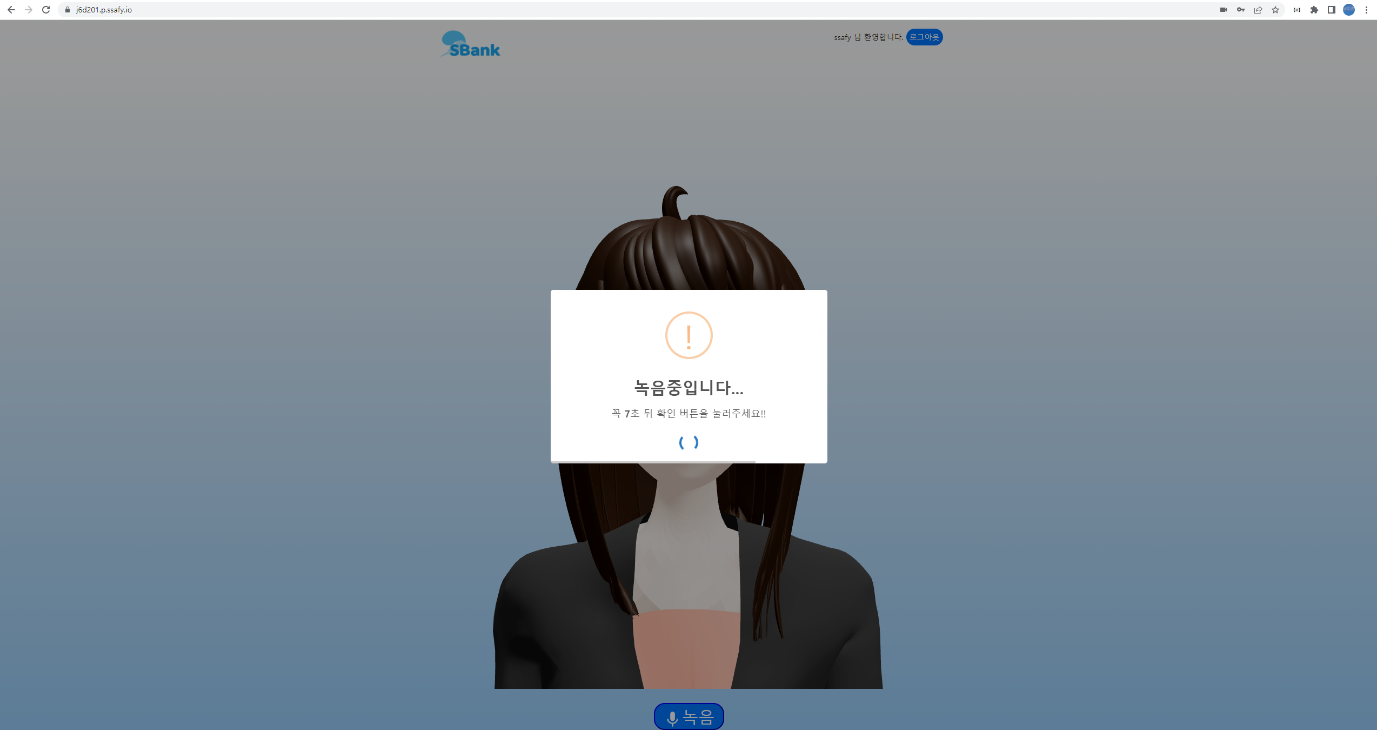 j6d201.p.ssafy.io
SBank
ssafy 님 환영합니다. 로그아웃
!
녹음중입니다...
꼭 7초 뒤 확인 버튼을 눌러주세요!!
녹음